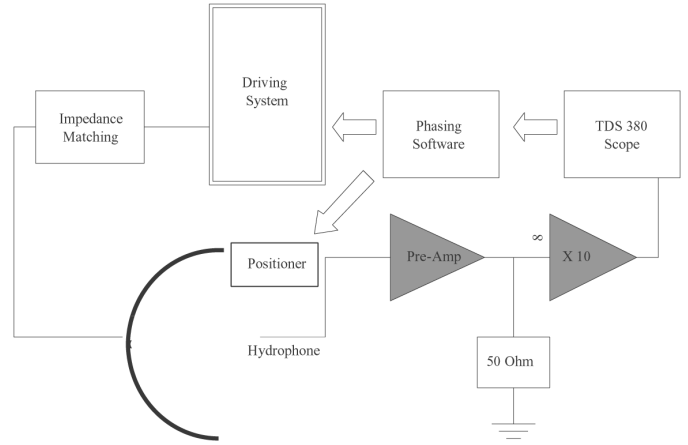 Driving
System
Impedance
Matching
Phasing
Software
TDS 380
Scope
Positioner
Pre-Amp
∞
X 10
Hydrophone
50 Ohm